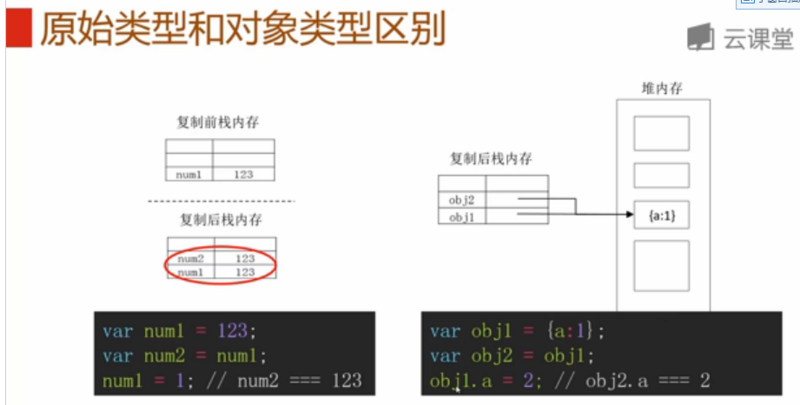 原始类型和对象类型区别
云课堂
复制前栈内存
num1 123
复制后栈内存
num2 123
num1 123
var num1 = 123;
var num2 = num1;
num1 = 1; // num2 === 123
堆内存
复制后栈内存
obj2
obj1
{a:1}
var obj1 = {a:1};
var obj2 = obj1;
obj1.a = 2; // obj2.a === 2